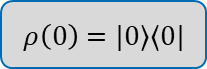 ρ(0) = |0⟩⟨0|